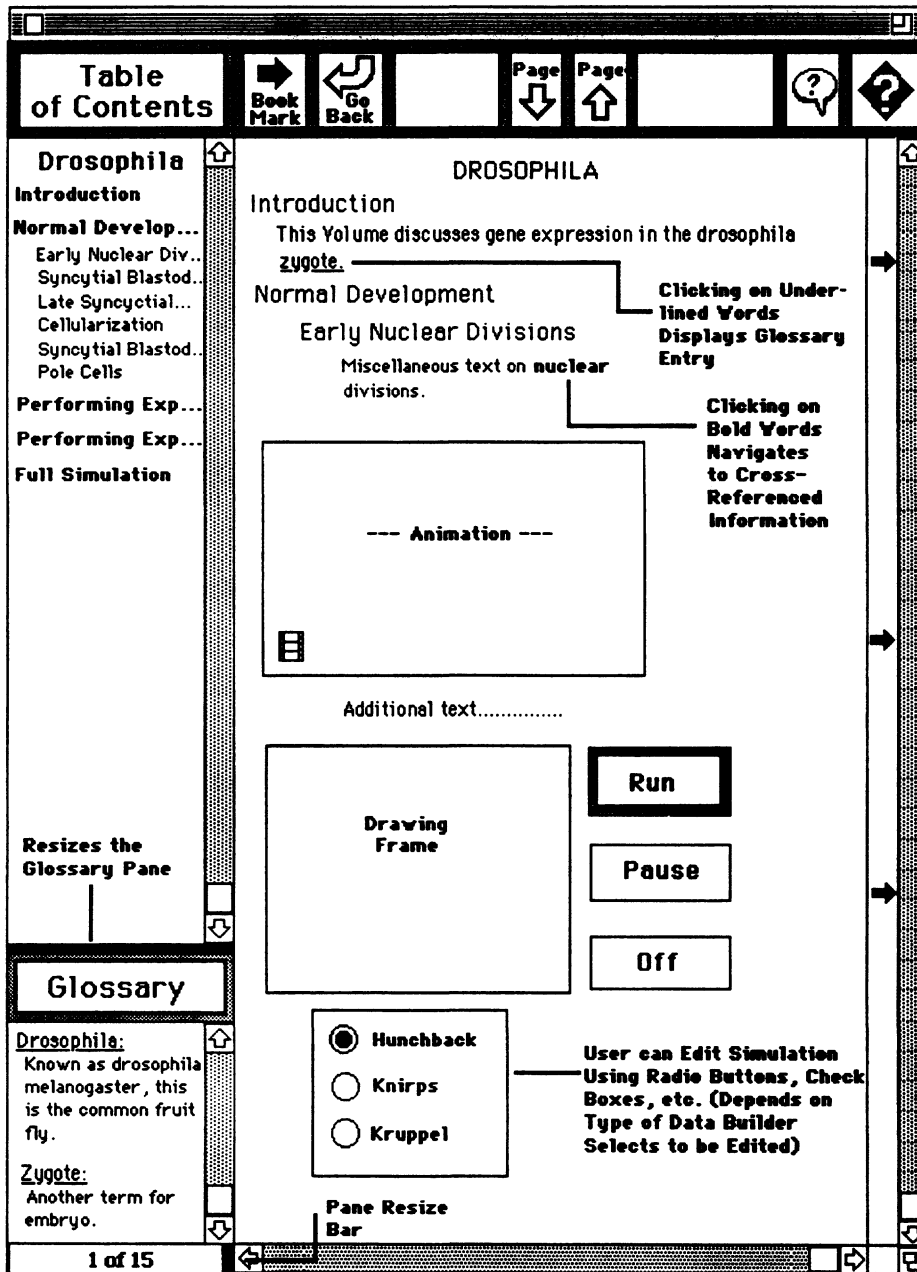 Table
of Contents
Book
Mark
Go
Back
Page
Page
?
?
Drosophila
Introduction
Normal Develop...
Early Nuclear Div..
Syncytial Blastod..
Late Syncyctial...
Cellularization
Syncytial Blastod..
Pole Cells
Performing Exp...
Performing Exp...
Full Simulation
Resizes the
Glossary Pane
Glossary
Drosophila:
Known as drosophila
melanogaster, this
is the common fruit
fly.
Zygote:
Another term for
embryo.
1 of 15
DROSOPHILA
Introduction
This Volume discusses gene expression in the drosophila
zygote.
Clicking on Under-
lined Words
Displays Glossary
Entry
Normal Development
Early Nuclear Divisions
Miscellaneous text on nuclear
divisions.
Clicking on
Bold Words
Navigates
to Cross-
Referenced
Information
--- Animation ---
Additional text...............
Drawing
Frame
Run
Pause
Off
Hunchback
Knirps
Kruppel
User can Edit Simulation
Using Radio Buttons, Check
Boxes, etc. (Depends on
Type of Data Builder
Selects to be Edited)
Pane Resize
Bar